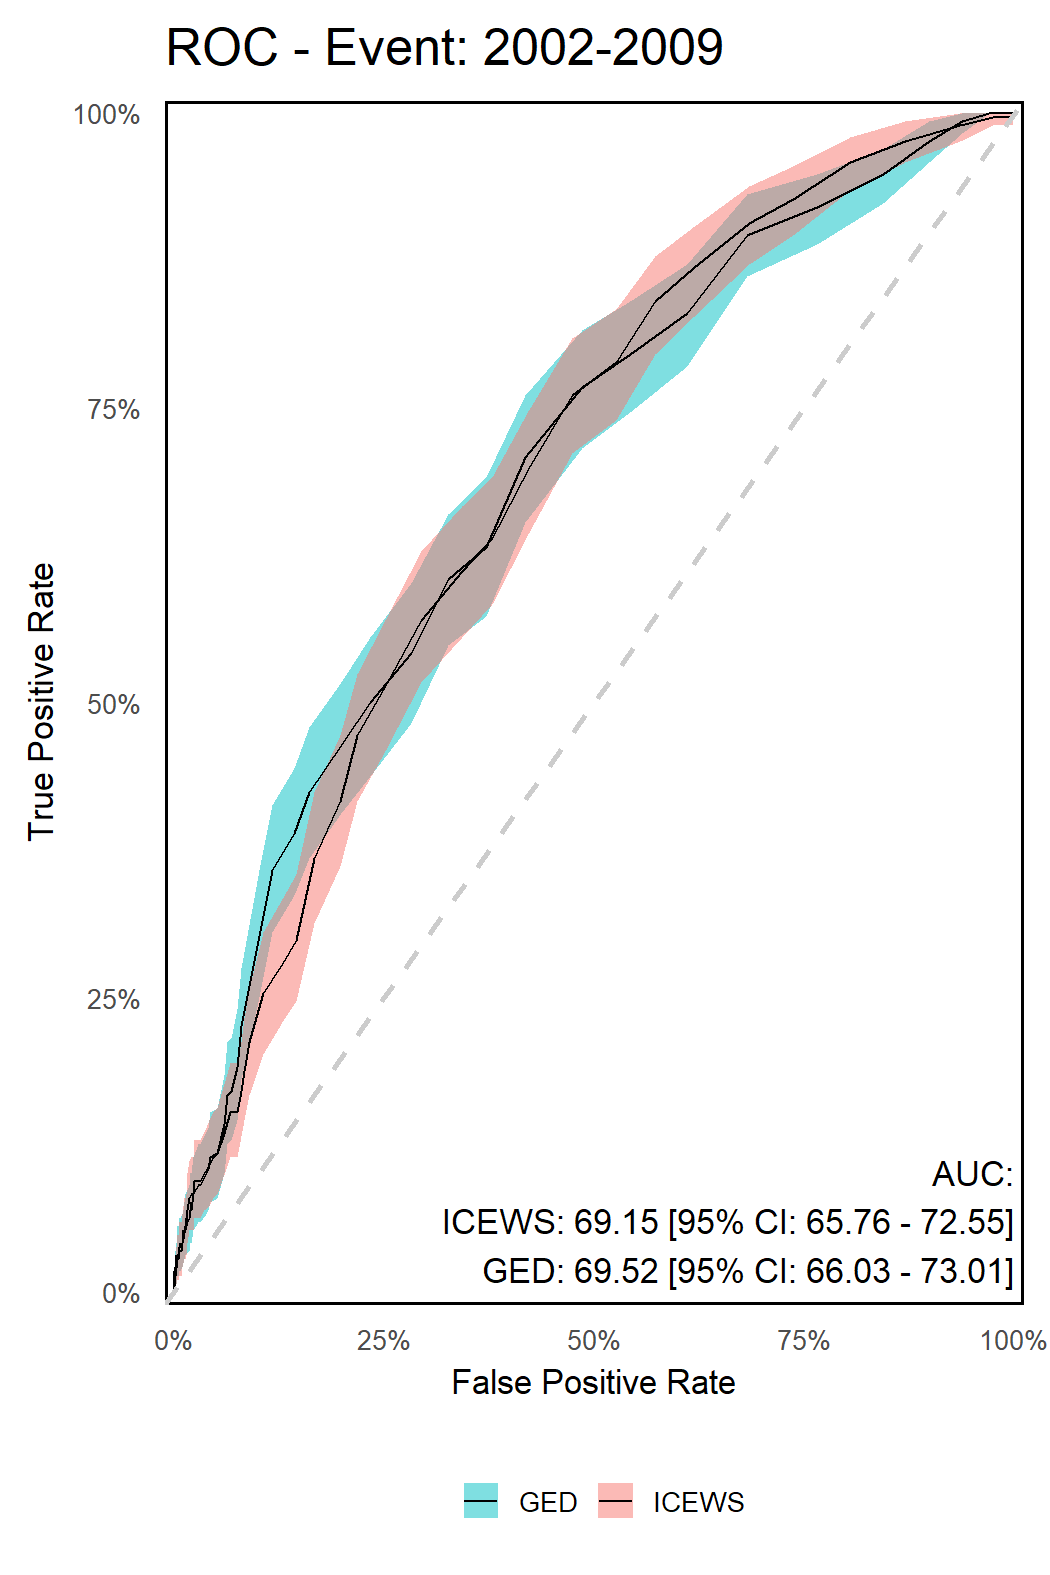 ROC - Event: 2002-2009
100%
75%
50%
25%
0%
True Positive Rate
AUC:
ICEWS: 69.15 [95% CI: 65.76 - 72.55]
GED: 69.52 [95% CI: 66.03 - 73.01]
0% 25% 50% 75% 100%
False Positive Rate
GED ICEWS